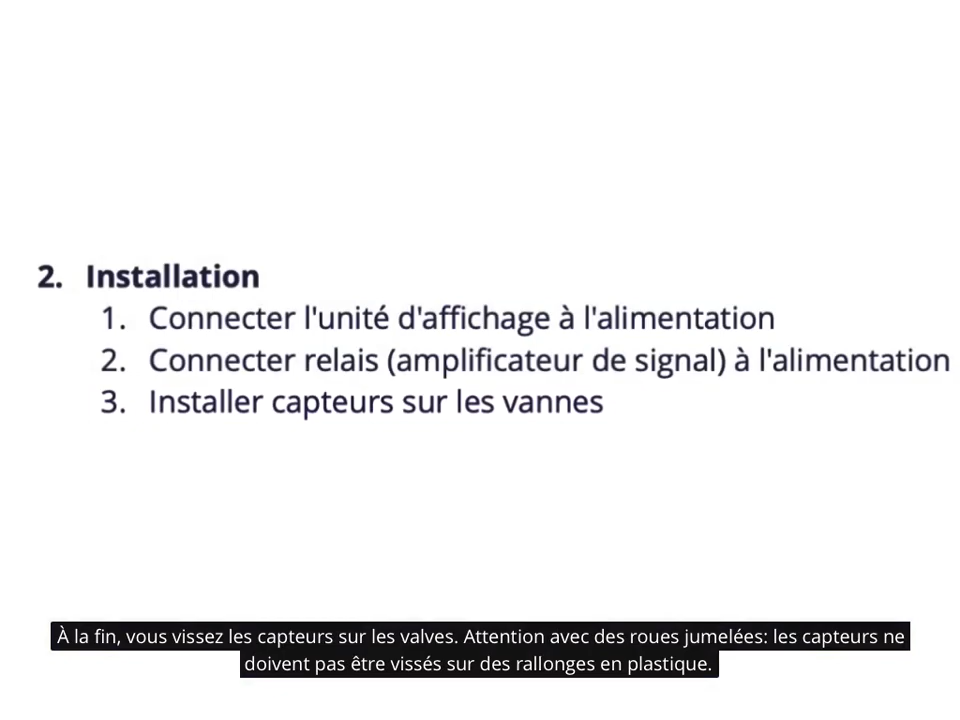 2. Installation
1. Connecter l'unité d'affichage à l'alimentation
2. Connecter relais (amplificateur de signal) à l'alimentation
3. Installer capteurs sur les vannes
À la fin, vous vissez les capteurs sur les valves. Attention avec des roues jumelées: les capteurs ne
doivent pas être vissés sur des rallonges en plastique.